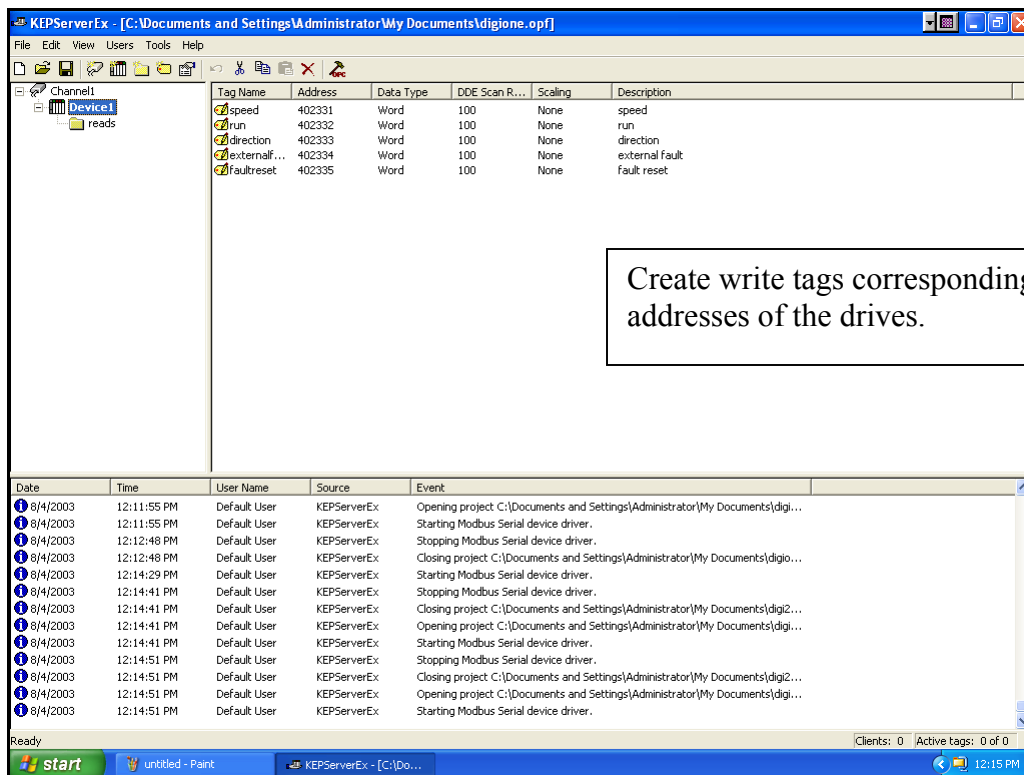 KEPServerEx - [C:\Documents and Settings\Administrator\My Documents\digione.opf]
File Edit View Users Tools Help
OPC
Channel1
Device1
reads
Tag Name Address Data Type DDE Scan R... Scaling Description
speed 402331 Word 100 None speed
run 402332 Word 100 None run
direction 402333 Word 100 None direction
externalf... 402334 Word 100 None external fault
faultreset 402335 Word 100 None fault reset
Create write tags corresponding
addresses of the drives.
Date Time User Name Source Event
8/4/2003 12:11:55 PM Default User KEPServerEx Opening project C:\Documents and Settings\Administrator\My Documents\digi...
8/4/2003 12:11:55 PM Default User KEPServerEx Starting Modbus Serial device driver.
8/4/2003 12:12:48 PM Default User KEPServerEx Stopping Modbus Serial device driver.
8/4/2003 12:12:48 PM Default User KEPServerEx Closing project C:\Documents and Settings\Administrator\My Documents\digio...
8/4/2003 12:14:29 PM Default User KEPServerEx Starting Modbus Serial device driver.
8/4/2003 12:14:41 PM Default User KEPServerEx Stopping Modbus Serial device driver.
8/4/2003 12:14:41 PM Default User KEPServerEx Closing project C:\Documents and Settings\Administrator\My Documents\digi2...
8/4/2003 12:14:41 PM Default User KEPServerEx Opening project C:\Documents and Settings\Administrator\My Documents\digi...
8/4/2003 12:14:41 PM Default User KEPServerEx Starting Modbus Serial device driver.
8/4/2003 12:14:51 PM Default User KEPServerEx Stopping Modbus Serial device driver.
8/4/2003 12:14:51 PM Default User KEPServerEx Closing project C:\Documents and Settings\Administrator\My Documents\digi2...
8/4/2003 12:14:51 PM Default User KEPServerEx Opening project C:\Documents and Settings\Administrator\My Documents\digi...
8/4/2003 12:14:51 PM Default User KEPServerEx Starting Modbus Serial device driver.
Ready Clients: 0 Active tags: 0 of 0
start untitled - Paint KEPServerEx - [C:\Do... 12:15 PM